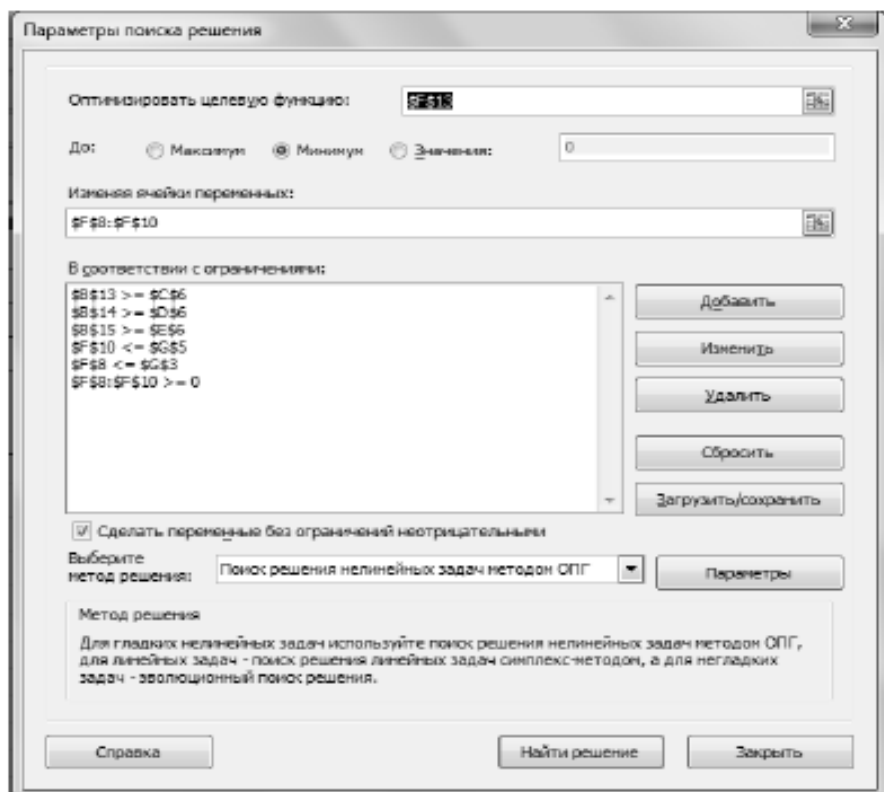 Параметры поиска решения
Оптимизировать целевую функцию: $F$13
До: Максимум Минимум Значения: 0
Изменяя ячейки переменных:
$F$8:$F$10
В соответствии с ограничениями:
$B$13 >= $C$6
$B$14 >= $D$6
$B$15 >= $E$6
$F$10 <= $G$5
$F$8 <= $G$3
$F$8:$F$10 >= 0
Добавить
Изменить
Удалить
Сбросить
Загрузить/сохранить
Сделать переменные без ограничений неотрицательными
Выберите
метод решения:
Поиск решения нелинейных задач методом ОПГ
Параметры
Метод решения
Для гладких нелинейных задач используйте поиск решения нелинейных задач методом ОПГ,
для линейных задач - поиск решения линейных задач симплекс-методом, а для негладких
задач - эволюционный поиск решения.
Справка
Найти решение
Закрыть